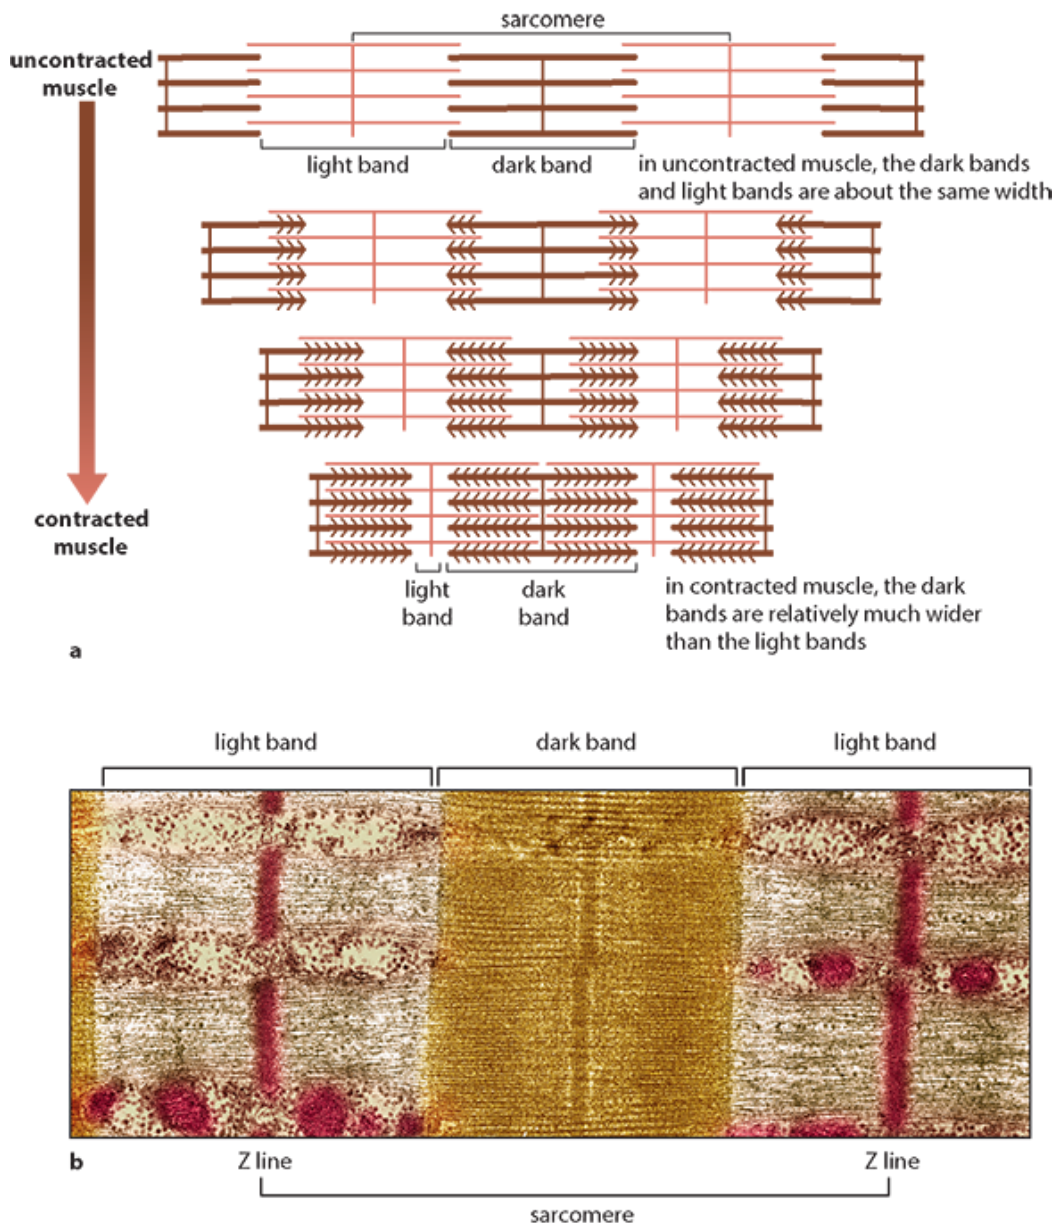 sarcomere
uncontracted
muscle
light band
dark band
in uncontracted muscle, the dark bands
and light bands are about the same width
contracted
muscle
light
band
dark
band
in contracted muscle, the dark
bands are relatively much wider
than the light bands
a
light band
dark band
light band
b
Z line
Z line
sarcomere